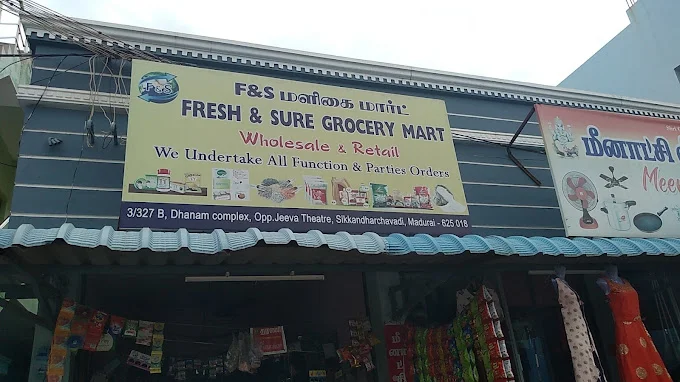 F&S
F&S மளிகை மார்ட்
FRESH & SURE GROCERY MART
Wholesale & Retail
We Undertake All Function & Parties Orders
3/327 B, Dhanam complex, Opp.Jeeva Theatre, Sikkandharchavadi, Madurai - 625 018
மீனாட்சி
Meen